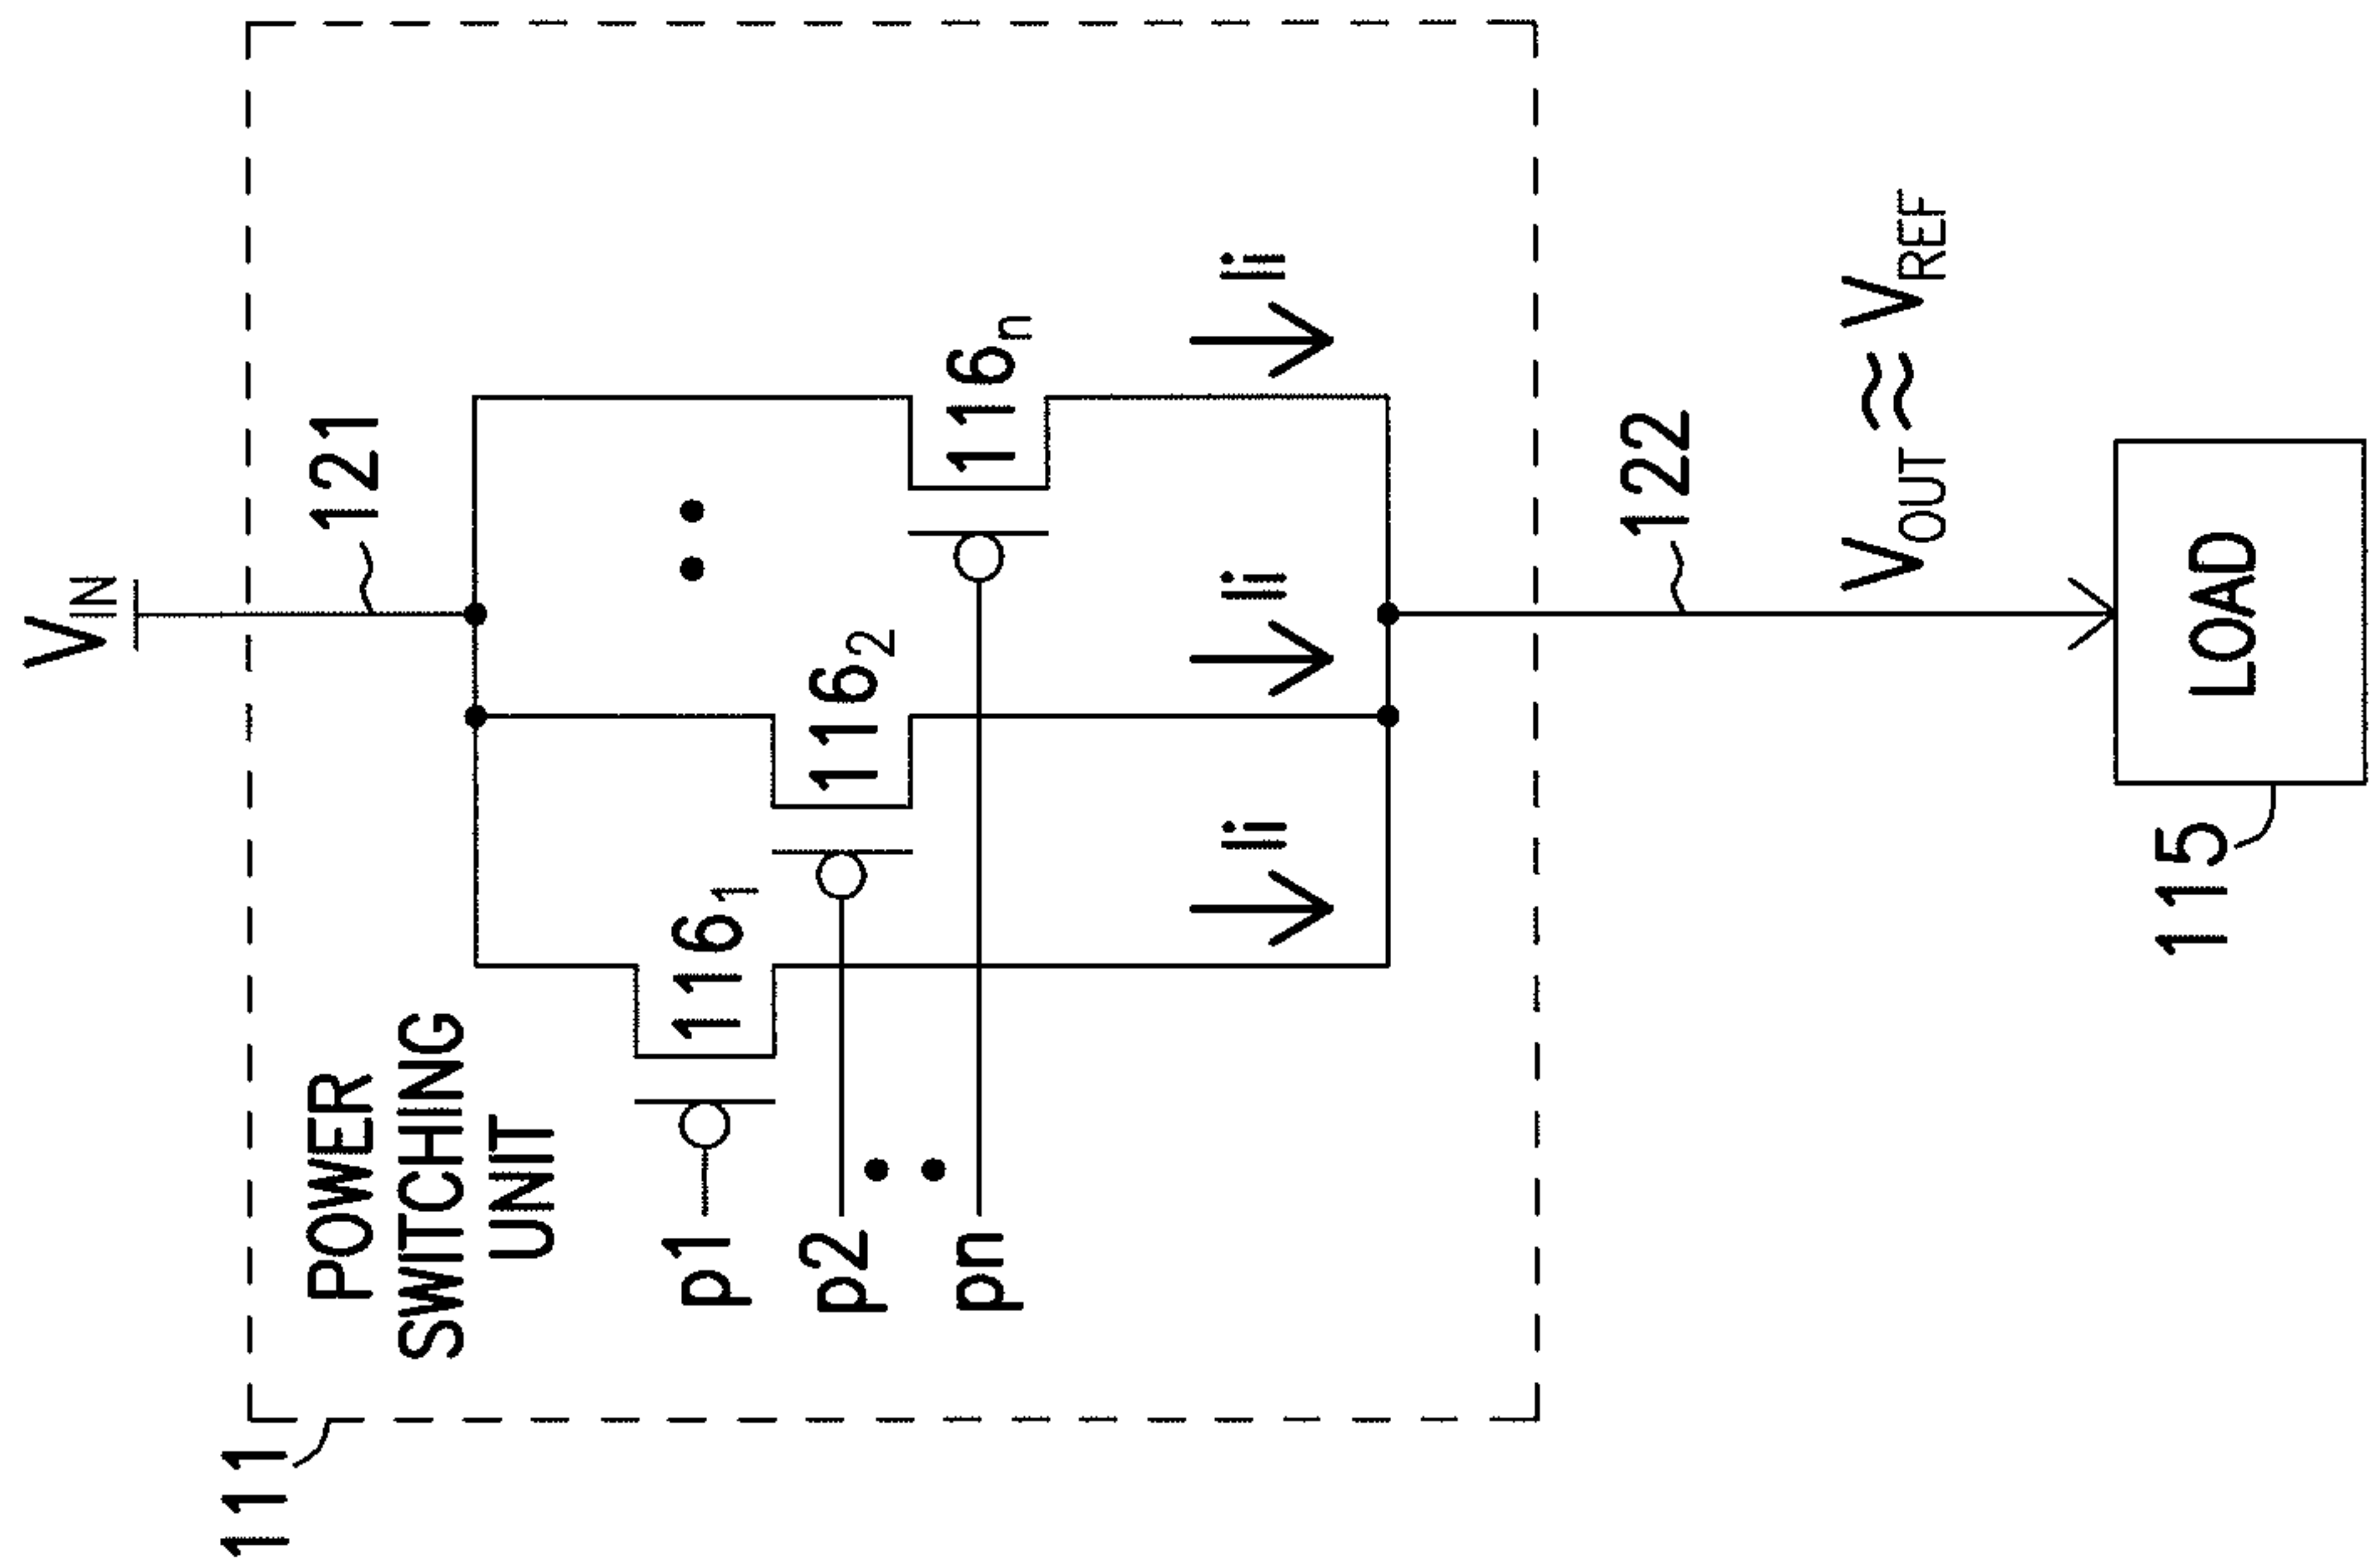 111
POWER
SWITCHING
UNIT
V_IN
121
p1
p2
pn
116_1
116_2
116_n
Ii
Ii
Ii
122
V_OUT ≈ V_REF
LOAD
115